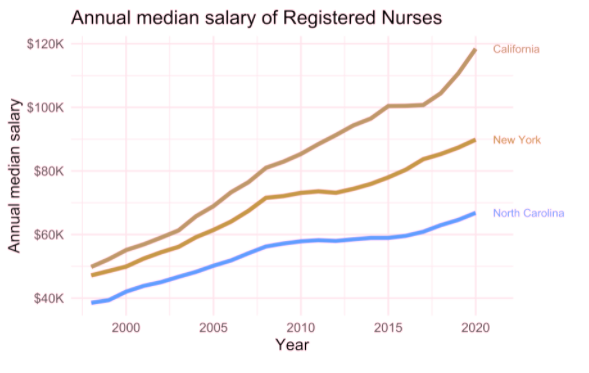 Annual median salary of Registered Nurses
$120K
$100K
$80K
$60K
$40K
Annual median salary
California
New York
North Carolina
2000 2005 2010 2015 2020
Year